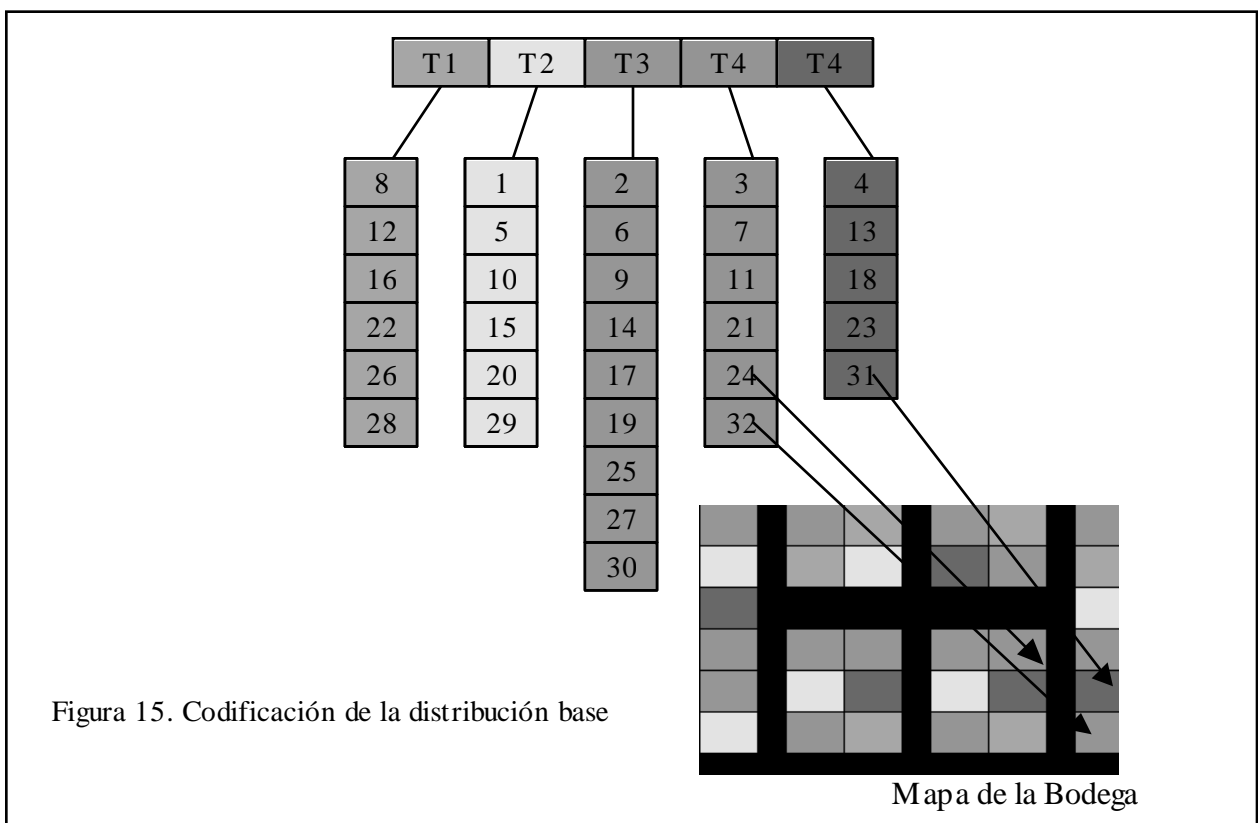 T1 T2 T3 T4 T4
8 1 2 3 4
12 5 6 7 13
16 10 9 11 18
22 15 14 21 23
26 20 17 24 31
28 29 19 32
25
27
30
Figura 15. Codificación de la distribución base
Mapa de la Bodega